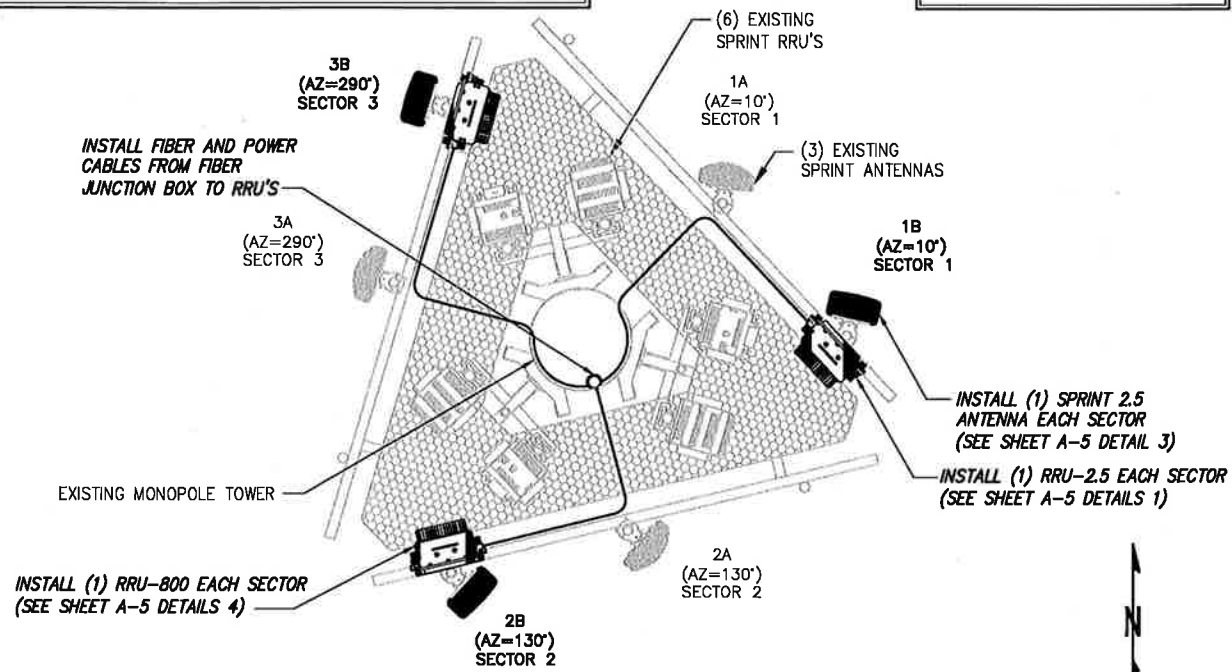 (6) EXISTING
SPRINT RRU'S
3B
(AZ=290°)
SECTOR 3
1A
(AZ=10°)
SECTOR 1
INSTALL FIBER AND POWER
CABLES FROM FIBER
JUNCTION BOX TO RRU'S
(3) EXISTING
SPRINT ANTENNAS
3A
(AZ=290°)
SECTOR 3
1B
(AZ=10°)
SECTOR 1
INSTALL (1) SPRINT 2.5
ANTENNA EACH SECTOR
(SEE SHEET A-5 DETAIL 3)
INSTALL (1) RRU-2.5 EACH SECTOR
(SEE SHEET A-5 DETAILS 1)
EXISTING MONOPOLE TOWER
INSTALL (1) RRU-800 EACH SECTOR
(SEE SHEET A-5 DETAILS 4)
2A
(AZ=130°)
SECTOR 2
2B
(AZ=130°)
SECTOR 2
N